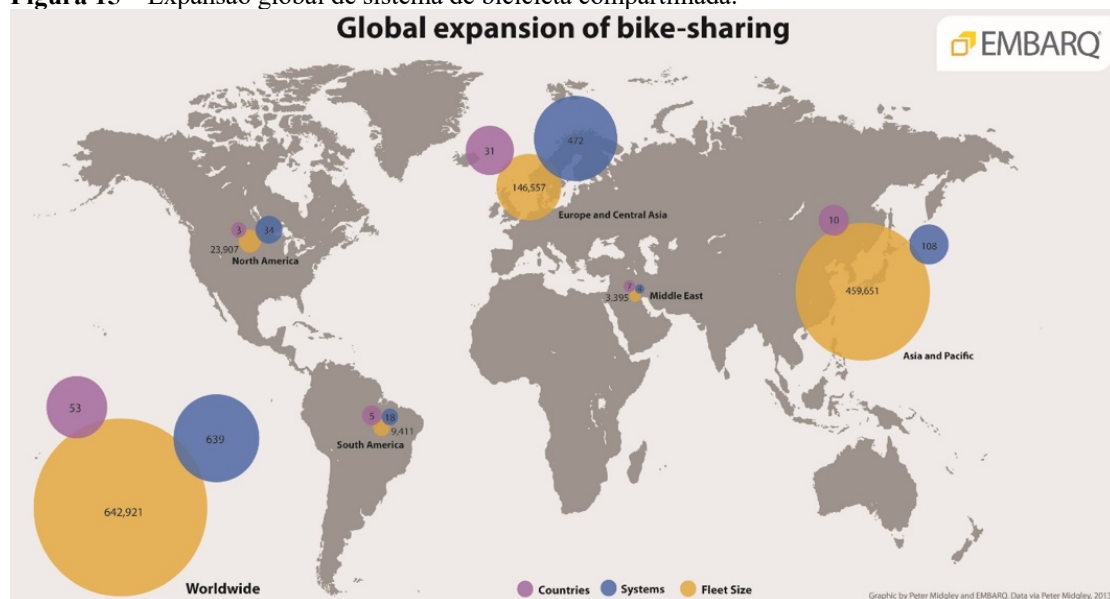 Figura 13 – Expansão global de sistema de bicicleta compartilhada.
Global expansion of bike-sharing
EMBARQ
31
472
146,557
Europe and Central Asia
3
34
23,907
North America
10
108
459,651
Asia and Pacific
7
3,395
Middle East
53
639
642,921
Worldwide
5
18
9,411
South America
Countries
Systems
Fleet Size
Graphic by Peter Midgley and EMBARQ. Data via Peter Midgley, 2013